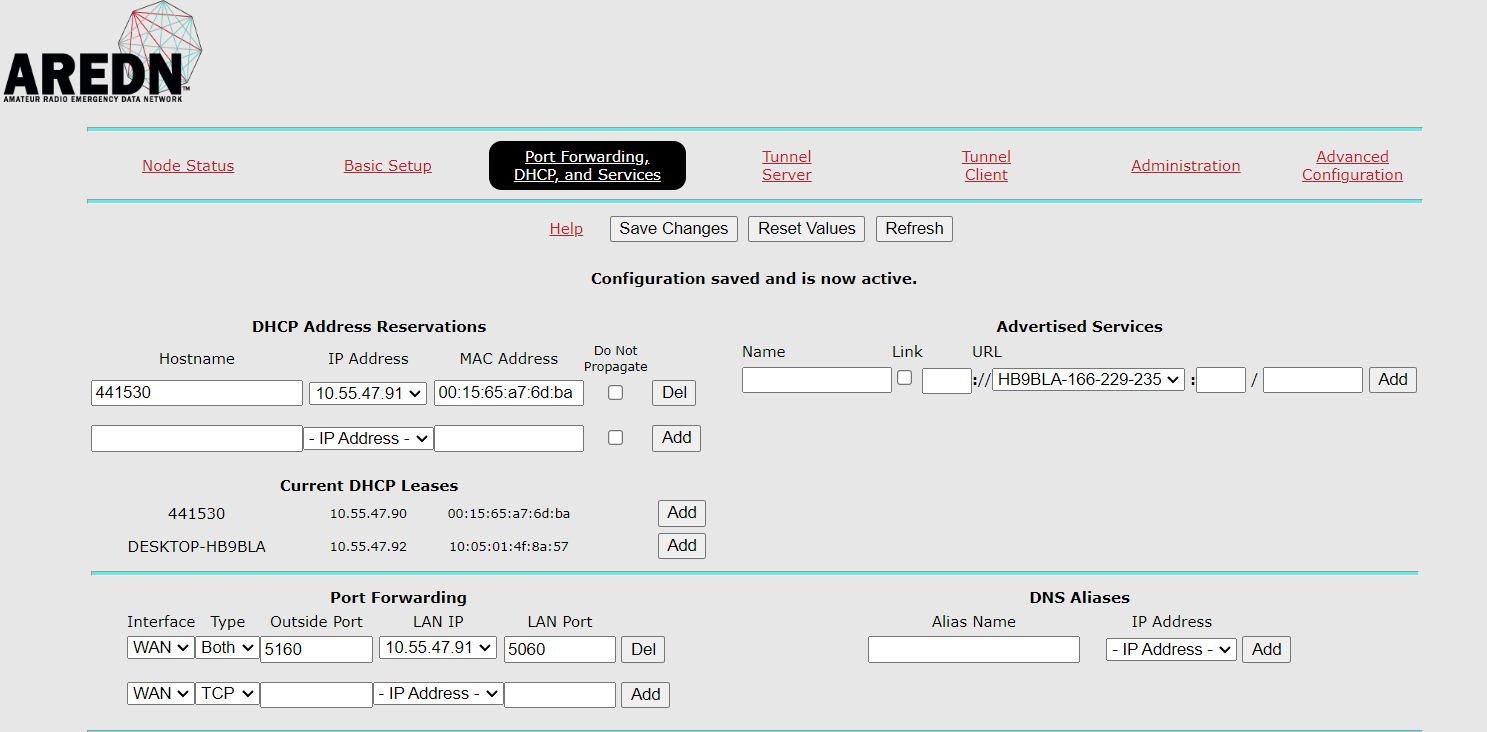 AREDN™
AMATEUR RADIO EMERGENCY DATA NETWORK
Node Status Basic Setup Port Forwarding, DHCP, and Services Tunnel Server Tunnel Client Administration Advanced Configuration
Help Save Changes Reset Values Refresh
Configuration saved and is now active.
DHCP Address Reservations
Hostname IP Address MAC Address Do Not Propagate
441530 10.55.47.91 00:15:65:a7:6d:ba Del
- IP Address - Add
Current DHCP Leases
441530 10.55.47.90 00:15:65:a7:6d:ba Add
DESKTOP-HB9BLA 10.55.47.92 10:05:01:4f:8a:57 Add
Advertised Services
Name Link URL
:// HB9BLA-166-229-235 : / Add
Port Forwarding
Interface Type Outside Port LAN IP LAN Port
WAN Both 5160 10.55.47.91 5060 Del
WAN TCP - IP Address - Add
DNS Aliases
Alias Name IP Address
- IP Address - Add